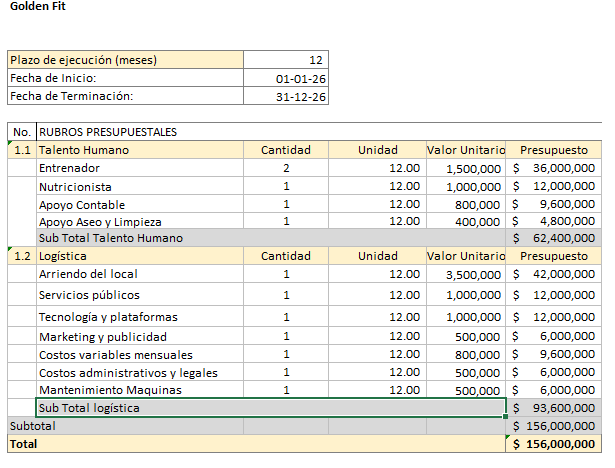 Golden Fit
Plazo de ejecución (meses) 12
Fecha de Inicio: 01-01-26
Fecha de Terminación: 31-12-26
No. RUBROS PRESUPUESTALES
1.1 Talento Humano Cantidad Unidad Valor Unitario Presupuesto
Entrenador 2 12.00 1,500,000 $ 36,000,000
Nutricionista 1 12.00 1,000,000 $ 12,000,000
Apoyo Contable 1 12.00 800,000 $ 9,600,000
Apoyo Aseo y Limpieza 1 12.00 400,000 $ 4,800,000
Sub Total Talento Humano $ 62,400,000
1.2 Logística Cantidad Unidad Valor Unitario Presupuesto
Arriendo del local 1 12.00 3,500,000 $ 42,000,000
Servicios públicos 1 12.00 1,000,000 $ 12,000,000
Tecnología y plataformas 1 12.00 1,000,000 $ 12,000,000
Marketing y publicidad 1 12.00 500,000 $ 6,000,000
Costos variables mensuales 1 12.00 800,000 $ 9,600,000
Costos administrativos y legales 1 12.00 500,000 $ 6,000,000
Mantenimiento Maquinas 1 12.00 500,000 $ 6,000,000
Sub Total logística $ 93,600,000
Subtotal $ 156,000,000
Total $ 156,000,000